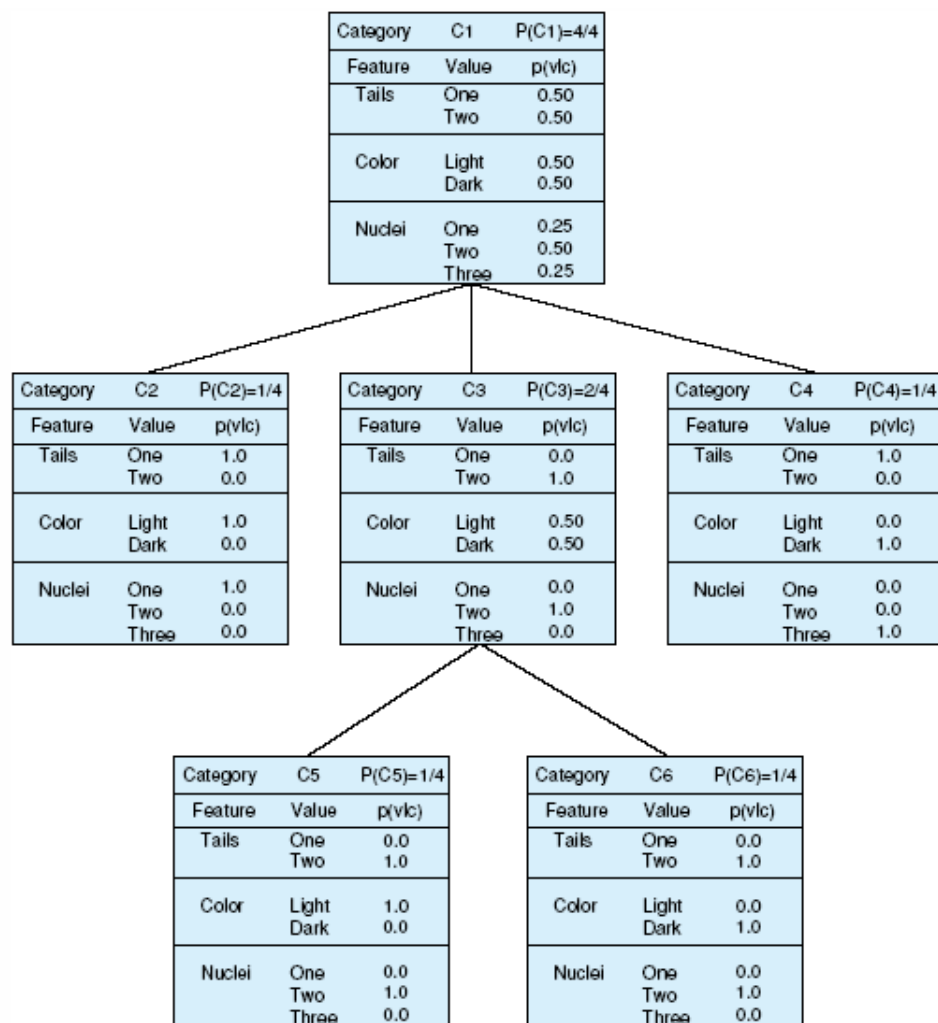 Category C1 P(C1)=4/4
Feature Value p(vlc)
Tails One 0.50
Two 0.50
Color Light 0.50
Dark 0.50
Nuclei One 0.25
Two 0.50
Three 0.25
Category C2 P(C2)=1/4
Feature Value p(vlc)
Tails One 1.0
Two 0.0
Color Light 1.0
Dark 0.0
Nuclei One 1.0
Two 0.0
Three 0.0
Category C3 P(C3)=2/4
Feature Value p(vlc)
Tails One 0.0
Two 1.0
Color Light 0.50
Dark 0.50
Nuclei One 0.0
Two 1.0
Three 0.0
Category C4 P(C4)=1/4
Feature Value p(vlc)
Tails One 1.0
Two 0.0
Color Light 0.0
Dark 1.0
Nuclei One 0.0
Two 0.0
Three 1.0
Category C5 P(C5)=1/4
Feature Value p(vlc)
Tails One 0.0
Two 1.0
Color Light 1.0
Dark 0.0
Nuclei One 0.0
Two 1.0
Three 0.0
Category C6 P(C6)=1/4
Feature Value p(vlc)
Tails One 0.0
Two 1.0
Color Light 0.0
Dark 1.0
Nuclei One 0.0
Two 1.0
Three 0.0